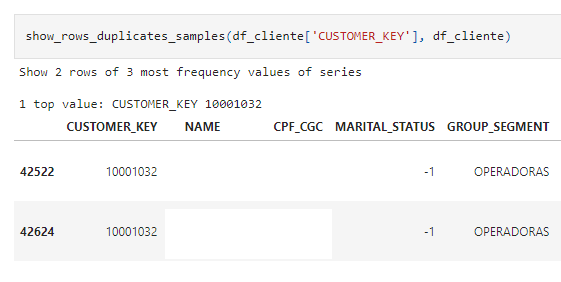 show_rows_duplicates_samples(df_cliente['CUSTOMER_KEY'], df_cliente)
Show 2 rows of 3 most frequency values of series
1 top value: CUSTOMER_KEY 10001032
CUSTOMER_KEY NAME CPF_CGC MARITAL_STATUS GROUP_SEGMENT
42522 10001032 -1 OPERADORAS
42624 10001032 -1 OPERADORAS